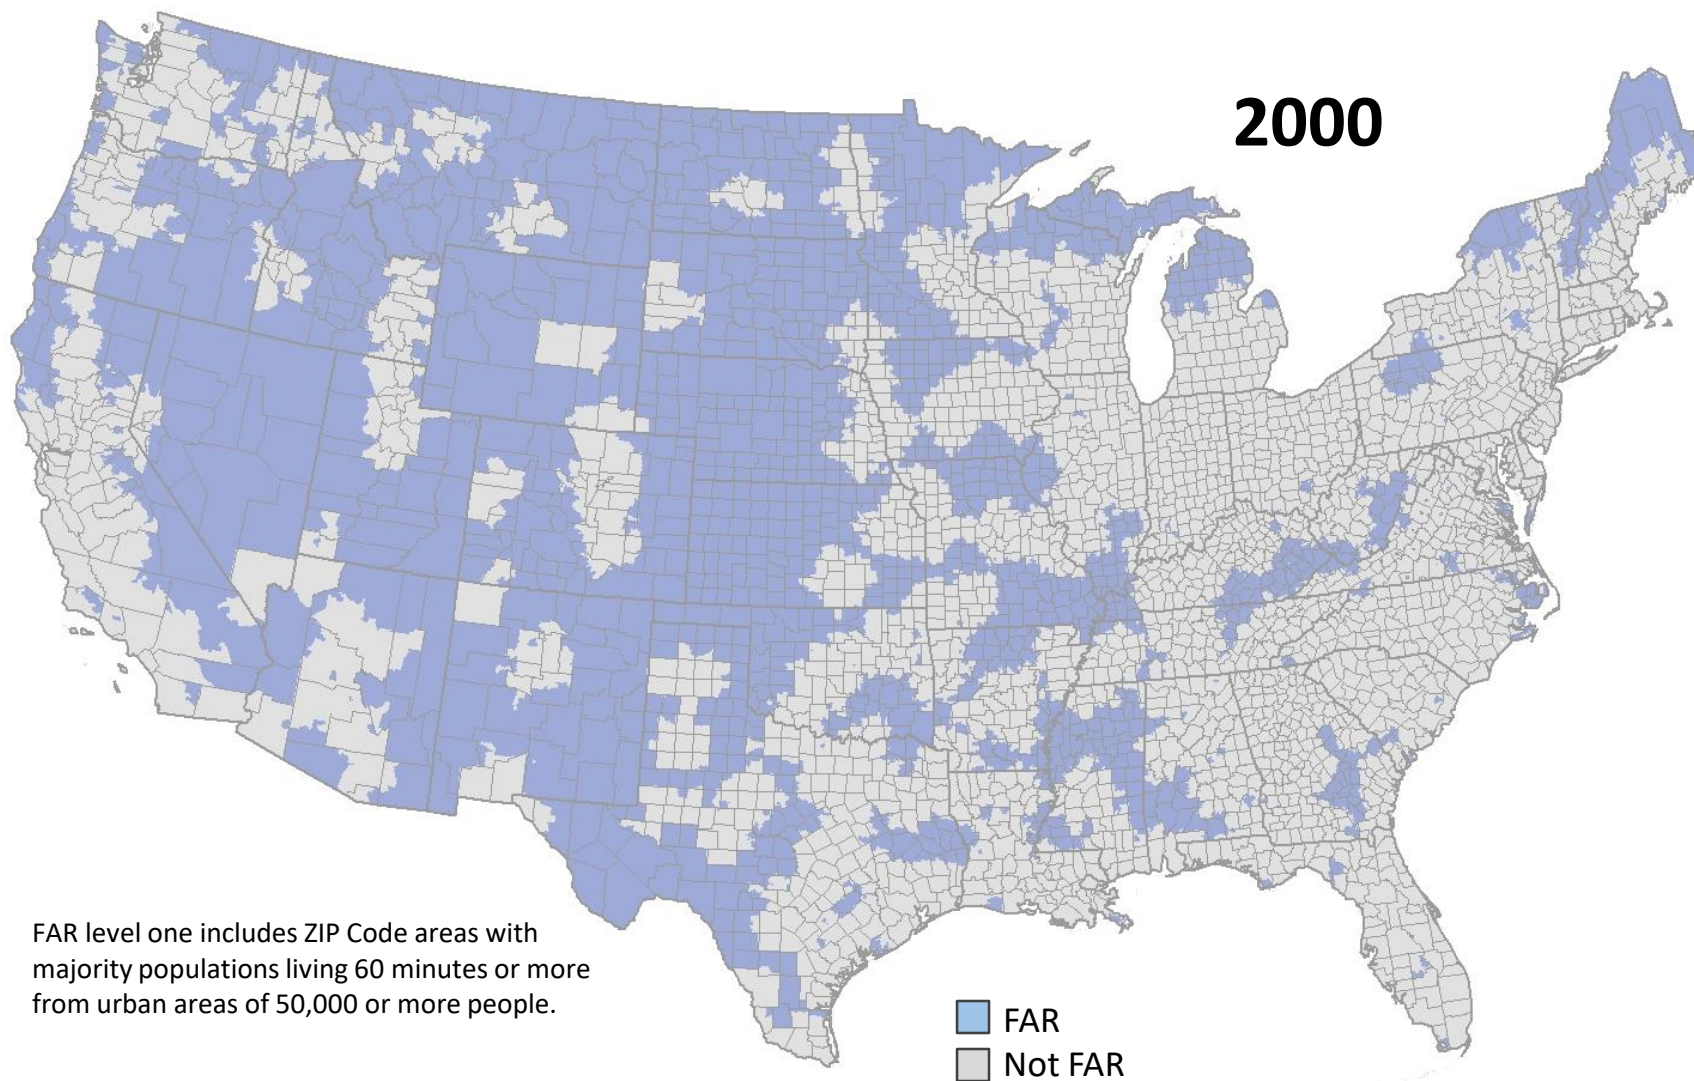 2000
FAR level one includes ZIP Code areas with
majority populations living 60 minutes or more
from urban areas of 50,000 or more people.
FAR
Not FAR